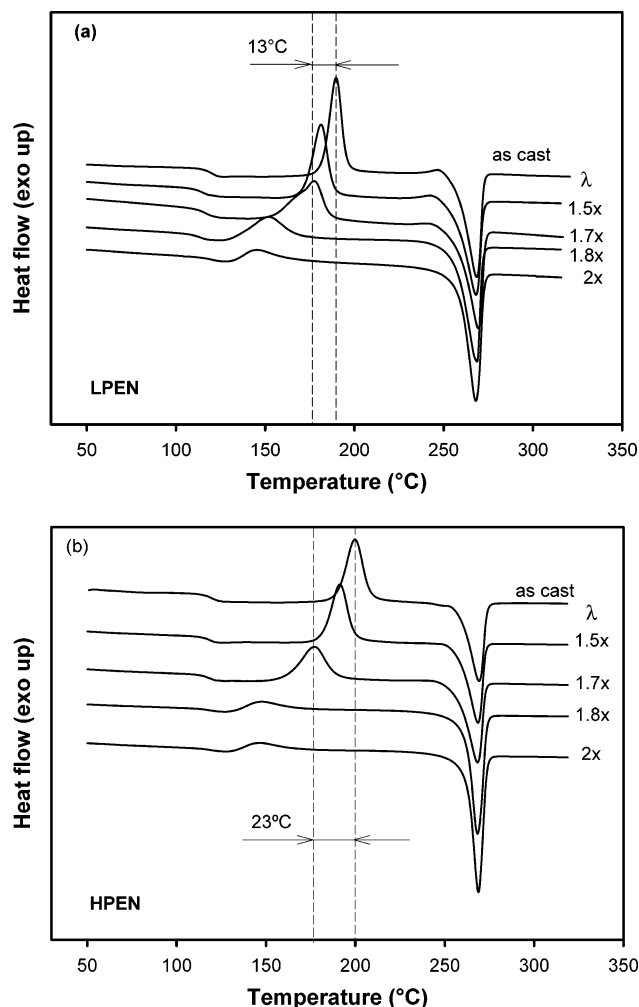 (a)
13°C
as cast
λ
1.5x
1.7x
1.8x
2x
Heat flow (exo up)
LPEN
50 100 150 200 250 300 350
Temperature (°C)
(b)
as cast
λ
1.5x
1.7x
1.8x
2x
Heat flow (exo up)
23ºC
HPEN
50 100 150 200 250 300 350
Temperature (°C)